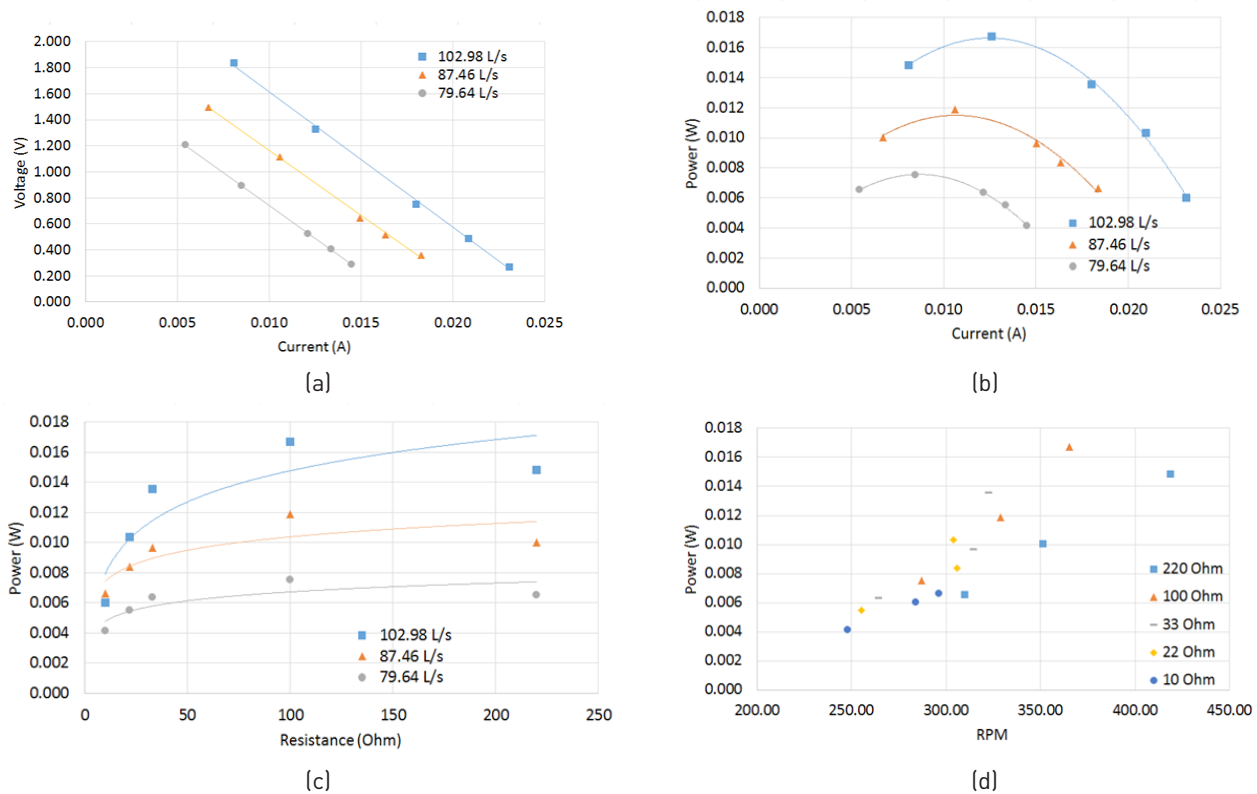 2.000
1.800
1.600
1.400
1.200
1.000
0.800
0.600
0.400
0.200
0.000
Voltage (V)
102.98 L/s
87.46 L/s
79.64 L/s
0.000 0.005 0.010 0.015 0.020 0.025
Current (A)
(a)
0.018
0.016
0.014
0.012
0.010
0.008
0.006
0.004
0.002
0.000
Power (W)
102.98 L/s
87.46 L/s
79.64 L/s
0.000 0.005 0.010 0.015 0.020 0.025
Current (A)
(b)
0.018
0.016
0.014
0.012
0.010
0.008
0.006
0.004
0.002
0.000
Power (W)
102.98 L/s
87.46 L/s
79.64 L/s
0 50 100 150 200 250
Resistance (Ohm)
(c)
0.018
0.016
0.014
0.012
0.010
0.008
0.006
0.004
0.002
0.000
Power (W)
220 Ohm
100 Ohm
33 Ohm
22 Ohm
10 Ohm
200.00 250.00 300.00 350.00 400.00 450.00
RPM
(d)